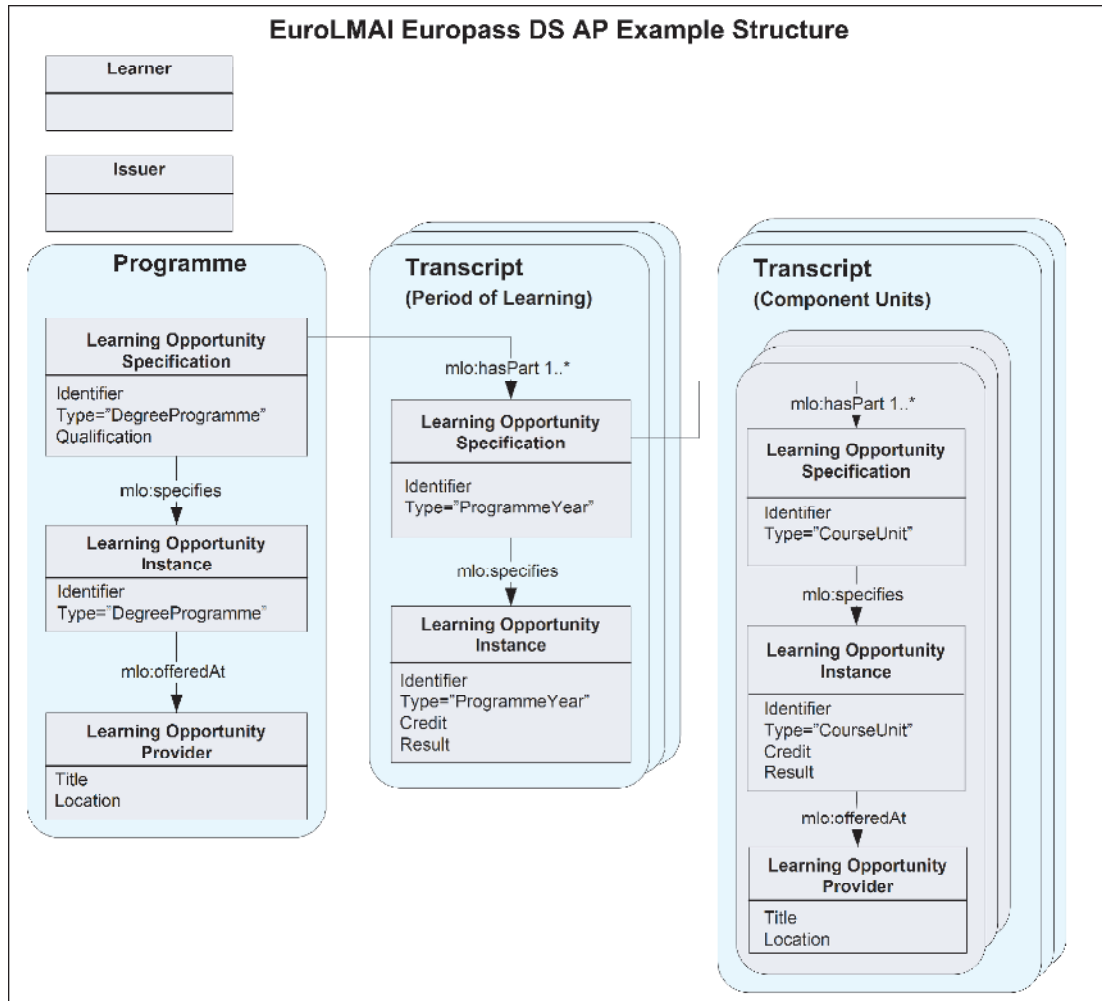 EuroLMAI Europass DS AP Example Structure
Learner
Issuer
Programme
Learning Opportunity
Specification
Identifier
Type="DegreeProgramme"
Qualification
mlo:specifies
Learning Opportunity
Instance
Identifier
Type="DegreeProgramme"
mlo:offeredAt
Learning Opportunity
Provider
Title
Location
Transcript
(Period of Learning)
mlo:hasPart 1..*
Learning Opportunity
Specification
Identifier
Type="ProgrammeYear"
mlo:specifies
Learning Opportunity
Instance
Identifier
Type="ProgrammeYear"
Credit
Result
Transcript
(Component Units)
mlo:hasPart 1..*
Learning Opportunity
Specification
Identifier
Type="CourseUnit"
mlo:specifies
Learning Opportunity
Instance
Identifier
Type="CourseUnit"
Credit
Result
mlo:offeredAt
Learning Opportunity
Provider
Title
Location